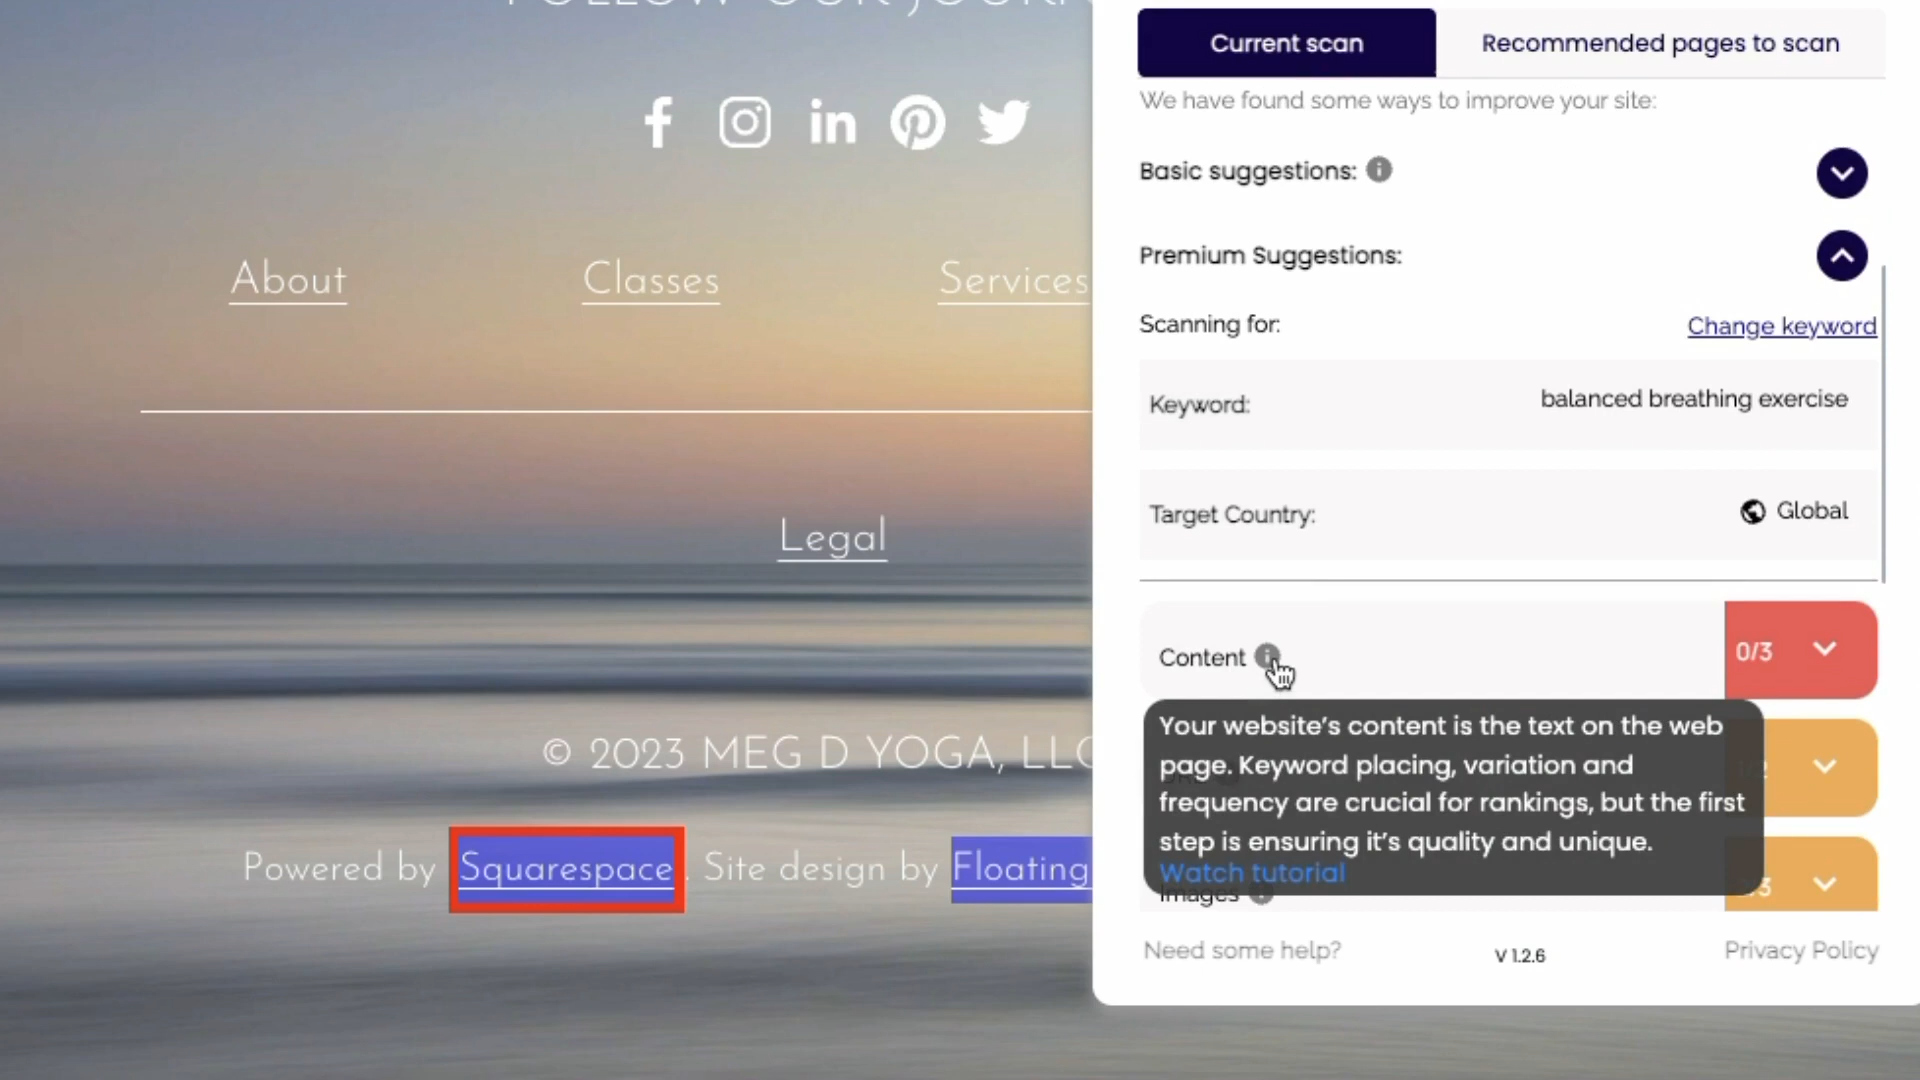 FOLLOW OUR JOURN
About
Classes
Services
Legal
© 2023 MEG D YOGA, LLC
Powered by Squarespace. Site design by Floating
Current scan
Recommended pages to scan
We have found some ways to improve your site:
Basic suggestions:
Premium Suggestions:
Scanning for:
Change keyword
Keyword:
balanced breathing exercise
Target Country:
Global
Content
0/3
Your website's content is the text on the web
page. Keyword placing, variation and
frequency are crucial for rankings, but the first
step is ensuring it's quality and unique.
Watch tutorial
Images
Need some help?
V 1.2.6
Privacy Policy